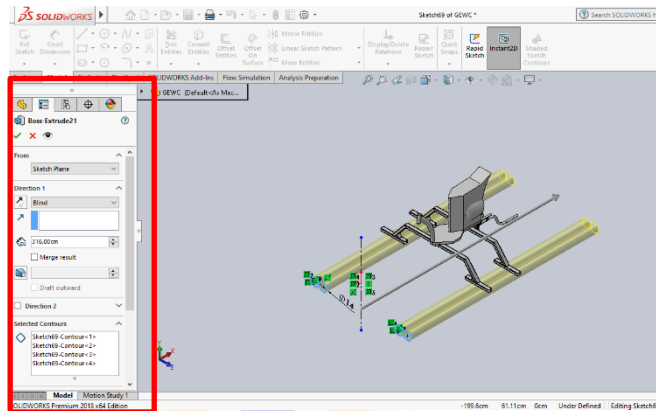 SOLIDWORKS
Sketch69 of GEWC *
Search SOLIDWORKS H
Exit Sketch
Smart Dimension
Trim Entities
Convert Entities
Offset Entities
Offset On Surface
Mirror Entities
Linear Sketch Pattern
Move Entities
Display/Delete Relations
Repair Sketch
Quick Snaps
Rapid Sketch
Instant2D
Shaded Sketch Contours
SOLIDWORKS Add-Ins
Flow Simulation
Analysis Preparation
GEWC (Default<As Mac...
Boss-Extrude21
From
Sketch Plane
Direction 1
Blind
316.00cm
Merge result
Draft outward
Direction 2
Selected Contours
Sketch69-Contour<1>
Sketch69-Contour<2>
Sketch69-Contour<3>
Sketch69-Contour<4>
Model
Motion Study 1
SOLIDWORKS Premium 2018 x64 Edition
-199.6cm
61.11cm
0cm
Under Defined
Editing Sketch6